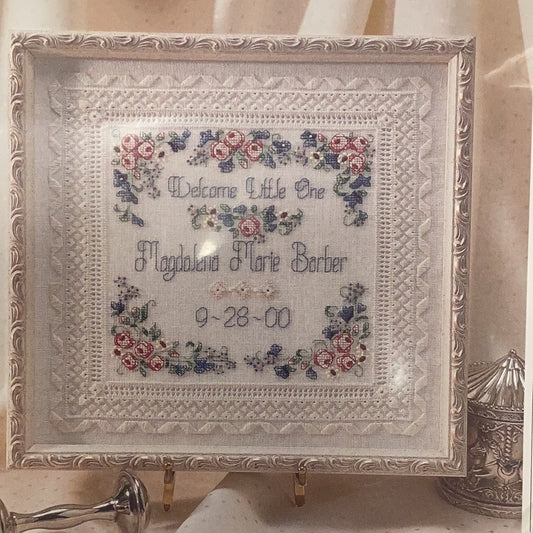 Welcome Little One
Magdalena Marie Barber
9-28-00